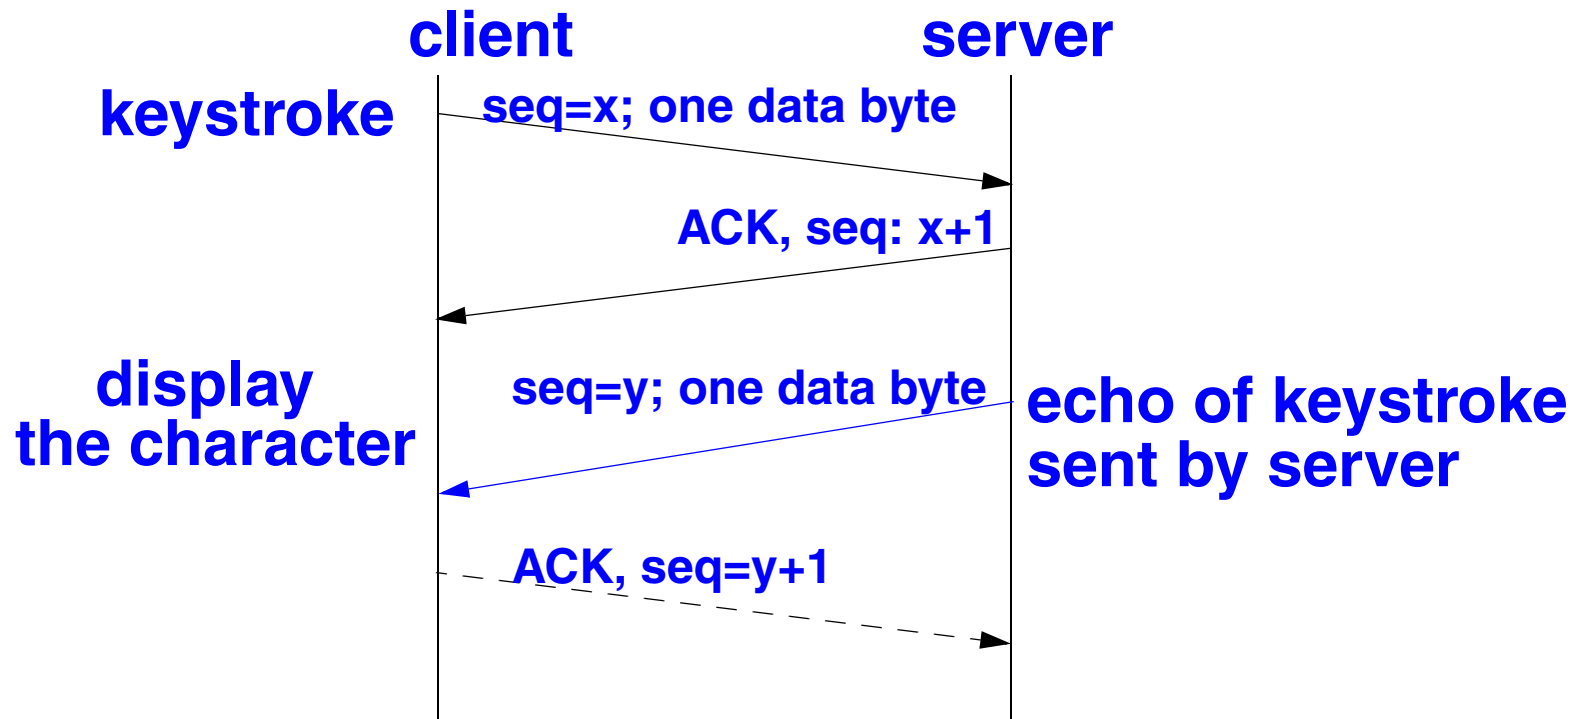 client
server
keystroke
seq=x; one data byte
ACK, seq: x+1
display
the character
seq=y; one data byte
echo of keystroke
sent by server
ACK, seq=y+1